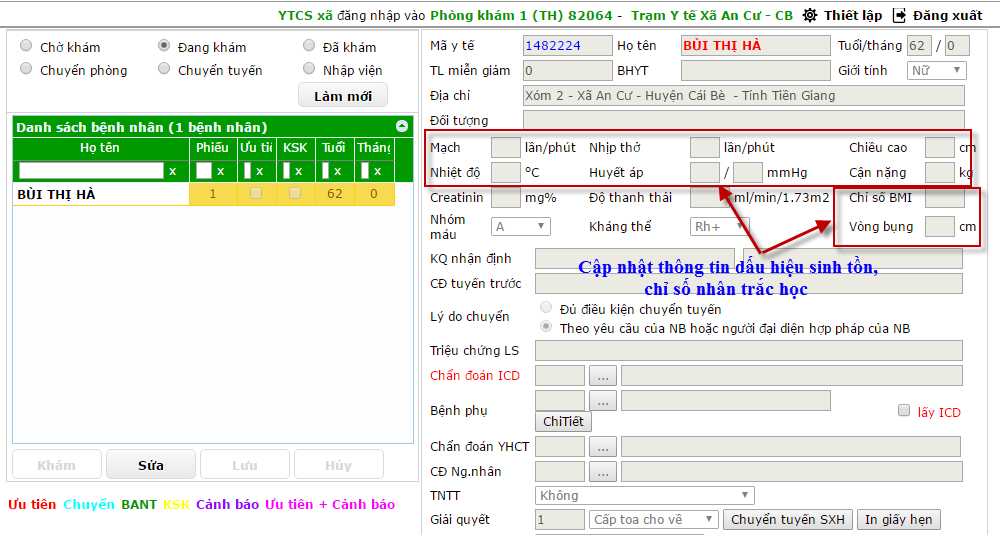 YTCS xã đăng nhập vào Phòng khám 1 (TH) 82064 - Trạm Y tế Xã An Cư - CB Thiết lập Đăng xuất
Chờ khám Đang khám Đã khám
Chuyển phòng Chuyển tuyến Nhập viện
Làm mới
Danh sách bệnh nhân (1 bệnh nhân)
Họ tên Phiếu Ưu tiê KSK Tuổi Tháng
x x x x x x
BÙI THỊ HÀ 1 62 0
Khám Sửa Lưu Hủy
Ưu tiên Chuyển BANT KSK Cảnh báo Ưu tiên + Cảnh báo
Mã y tế 1482224 Họ tên BÙI THỊ HÀ Tuổi/tháng 62 / 0
TL miễn giảm 0 BHYT Giới tính Nữ
Địa chỉ Xóm 2 - Xã An Cư - Huyện Cái Bè - Tỉnh Tiền Giang
Đối tượng
Mạch lần/phút Nhịp thở lần/phút Chiều cao cm
Nhiệt độ °C Huyết áp / mmHg Cận nặng kg
Creatinin mg% Độ thanh thải ml/min/1.73m2 Chỉ số BMI
Nhóm máu A Kháng thể Rh+ Vòng bụng cm
KQ nhận định
Cập nhật thông tin dấu hiệu sinh tồn,
CĐ tuyến trước
chỉ số nhân trắc học
Lý do chuyển Đủ điều kiện chuyển tuyến
Theo yêu cầu của NB hoặc người đại diện hợp pháp của NB
Triệu chứng LS
Chẩn đoán ICD ...
Bệnh phụ ... lấy ICD
ChiTiết
Chẩn đoán YHCT ...
CĐ Ng.nhân ...
TNTT Không
Giải quyết 1 Cấp toa cho về Chuyển tuyến SXH In giấy hẹn